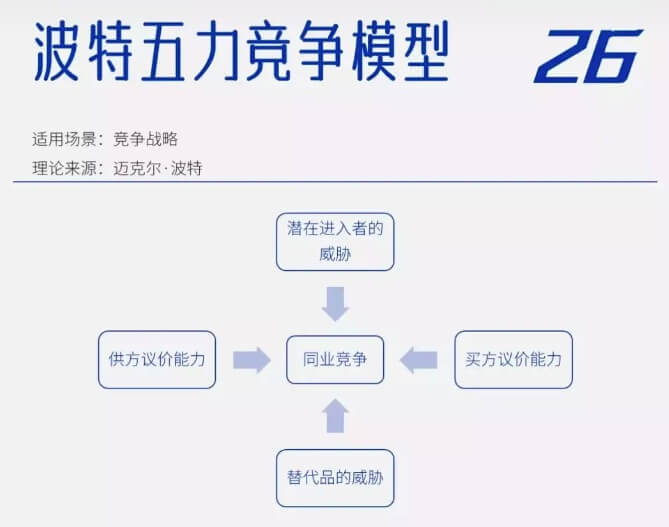 波特五力竞争模型
26
适用场景：竞争战略
理论来源：迈克尔·波特
潜在进入者的
威胁
供方议价能力
同业竞争
买方议价能力
替代品的威胁